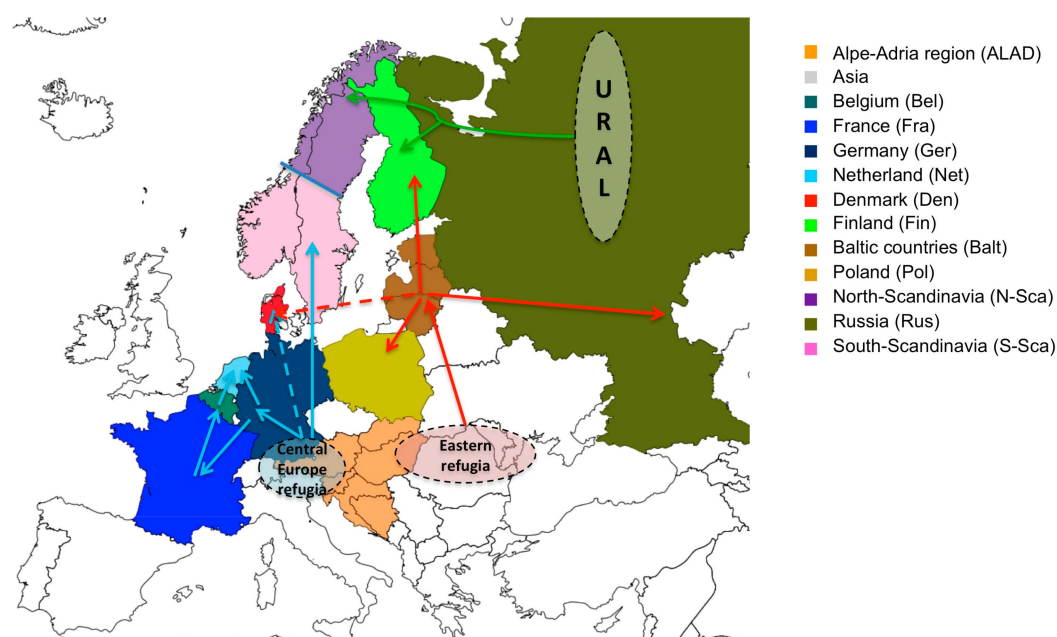 U
R
A
L
Central
Europe
refugia
Eastern
refugia
Alpe-Adria region (ALAD)
Asia
Belgium (Bel)
France (Fra)
Germany (Ger)
Netherland (Net)
Denmark (Den)
Finland (Fin)
Baltic countries (Balt)
Poland (Pol)
North-Scandinavia (N-Sca)
Russia (Rus)
South-Scandinavia (S-Sca)